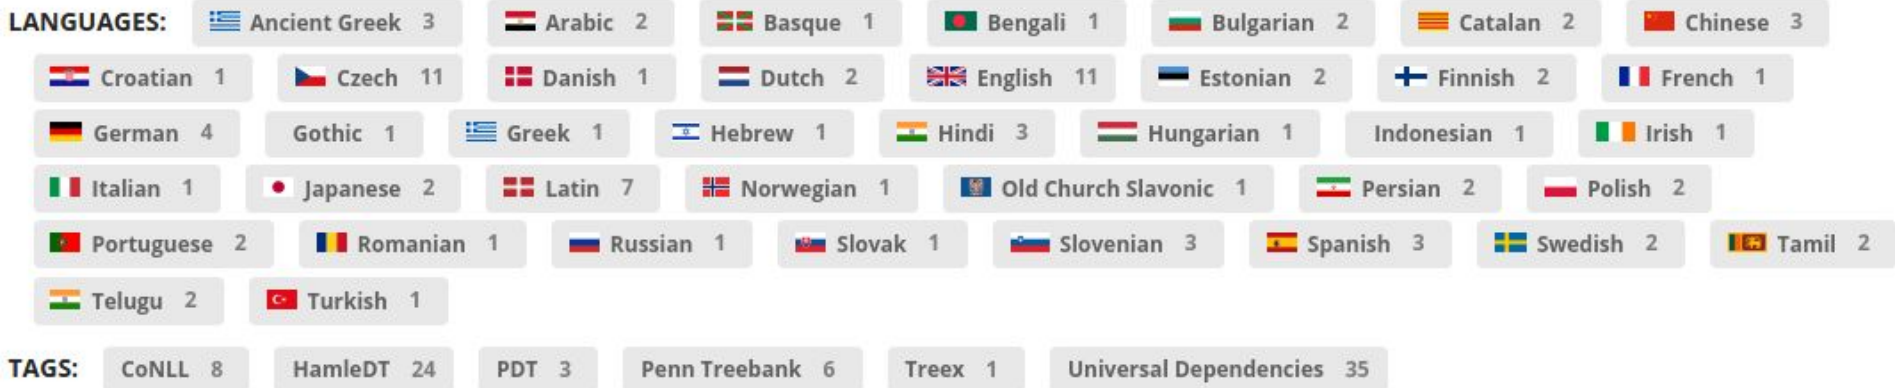 LANGUAGES: Ancient Greek 3 Arabic 2 Basque 1 Bengali 1 Bulgarian 2 Catalan 2 Chinese 3
Croatian 1 Czech 11 Danish 1 Dutch 2 English 11 Estonian 2 Finnish 2 French 1
German 4 Gothic 1 Greek 1 Hebrew 1 Hindi 3 Hungarian 1 Indonesian 1 Irish 1
Italian 1 Japanese 2 Latin 7 Norwegian 1 Old Church Slavonic 1 Persian 2 Polish 2
Portuguese 2 Romanian 1 Russian 1 Slovak 1 Slovenian 3 Spanish 3 Swedish 2 Tamil 2
Telugu 2 Turkish 1
TAGS: CoNLL 8 HamleDT 24 PDT 3 Penn Treebank 6 Treex 1 Universal Dependencies 35